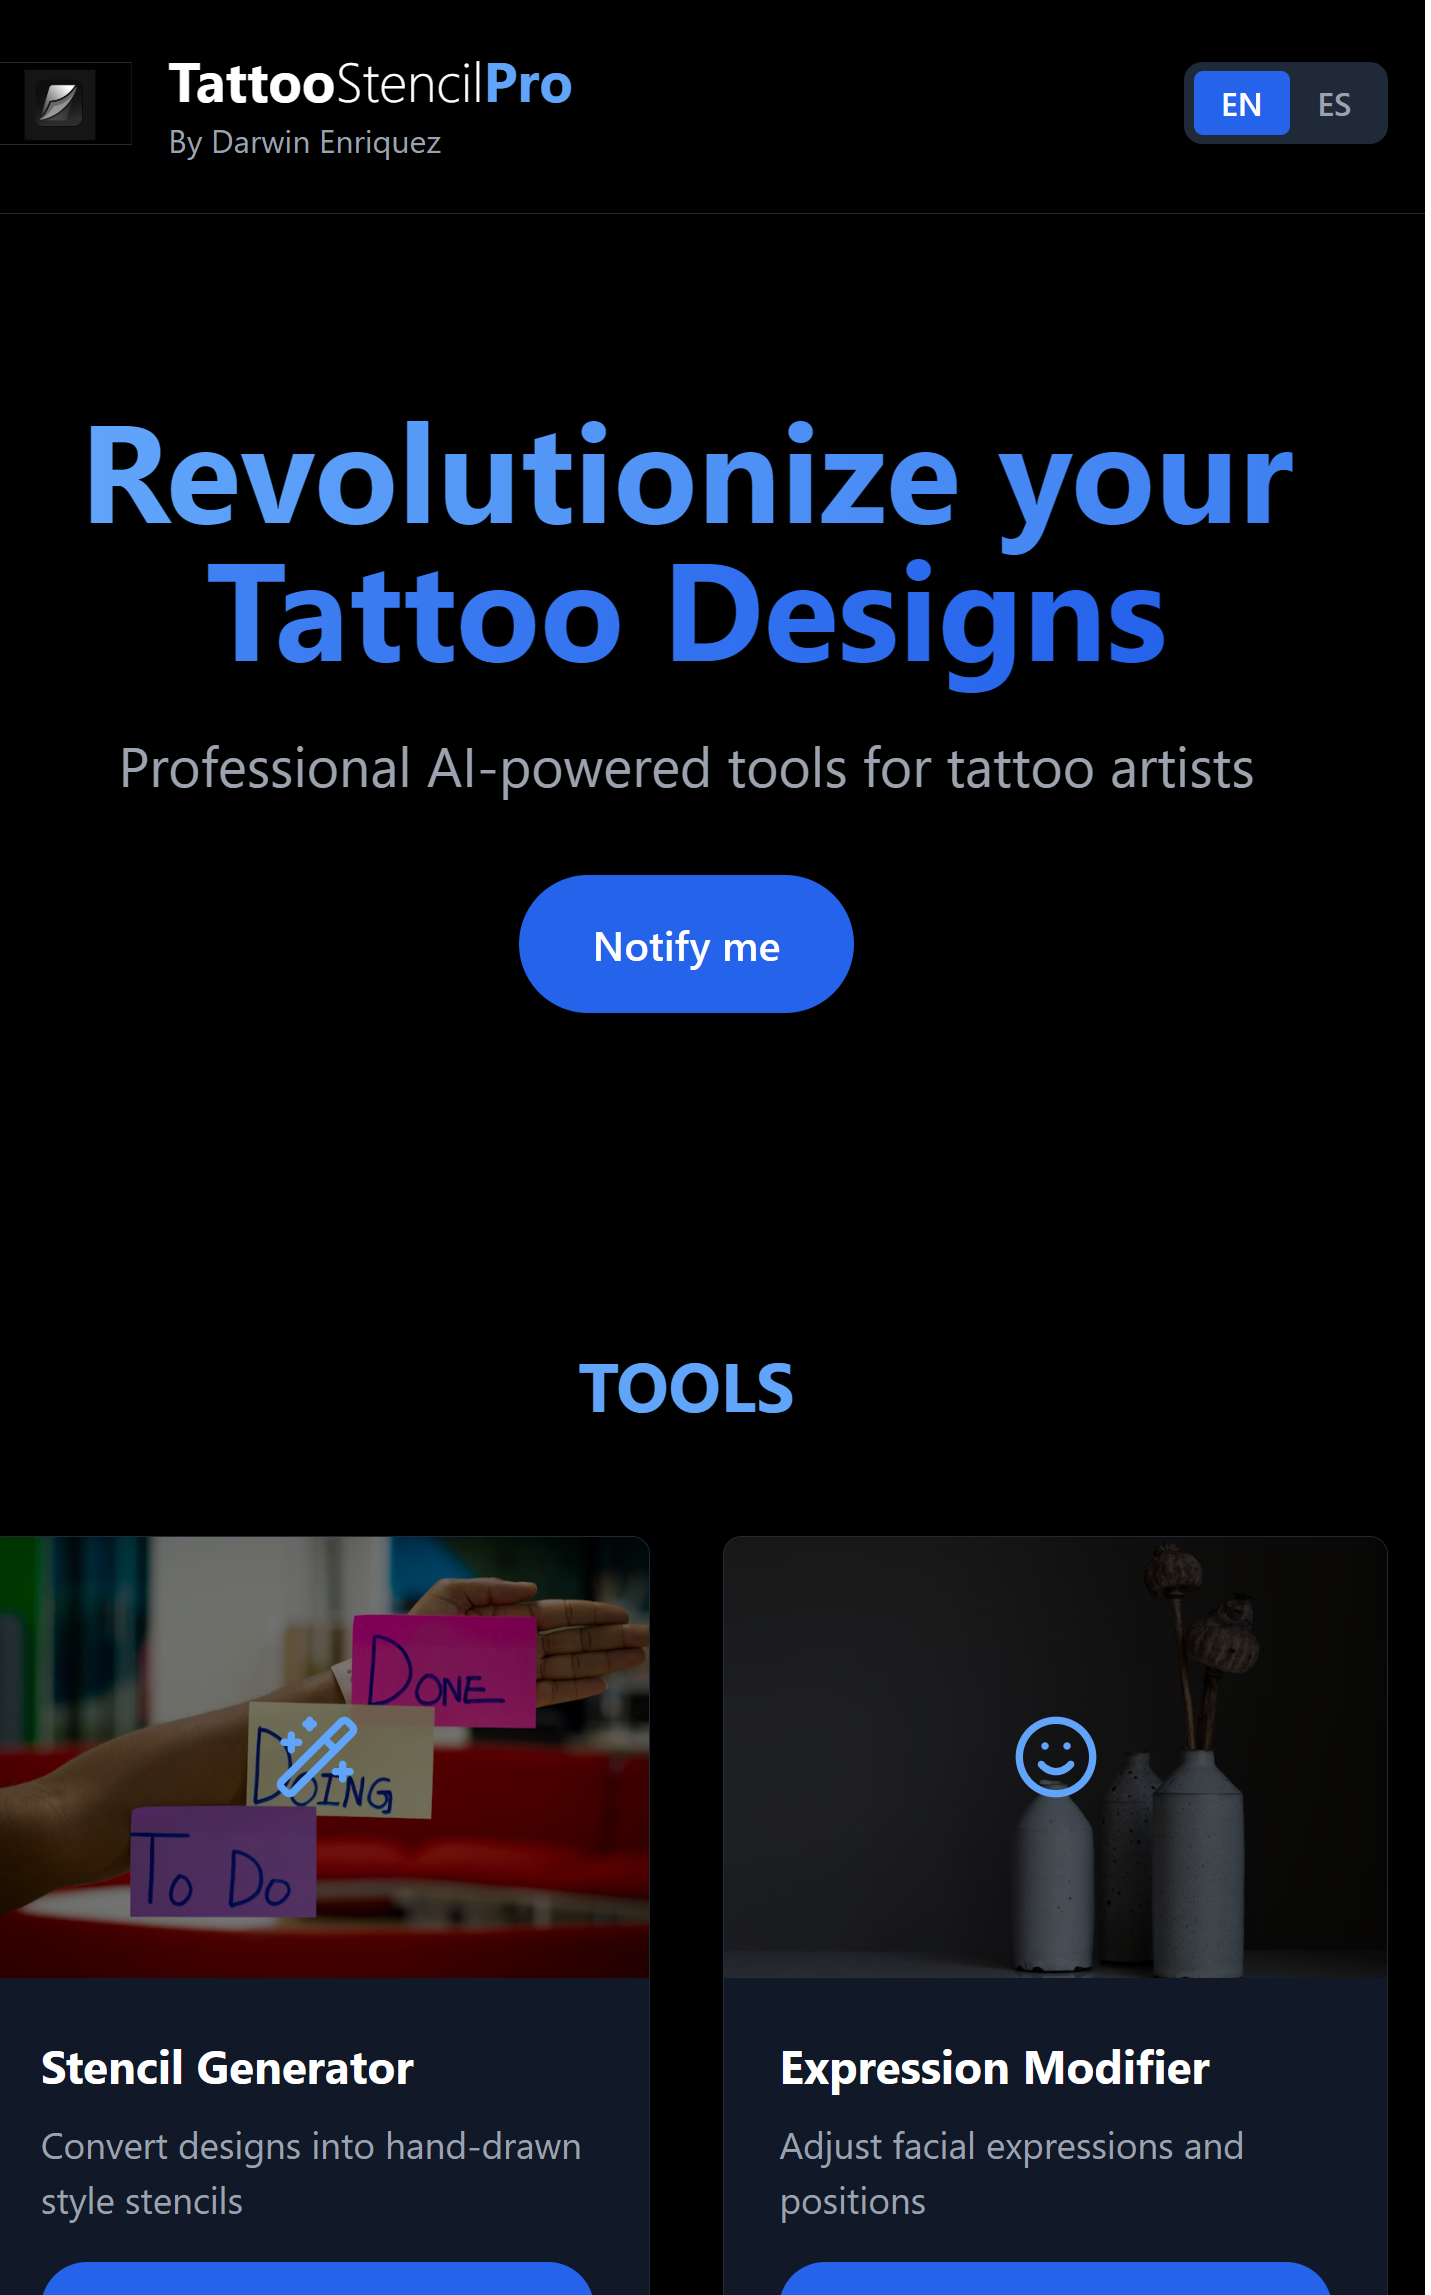 TattooStencilPro
By Darwin Enriquez
EN ES
Revolutionize your
Tattoo Designs
Professional AI-powered tools for tattoo artists
Notify me
TOOLS
DONE
DOING
To Do
Stencil Generator
Convert designs into hand-drawn
style stencils
Expression Modifier
Adjust facial expressions and
positions